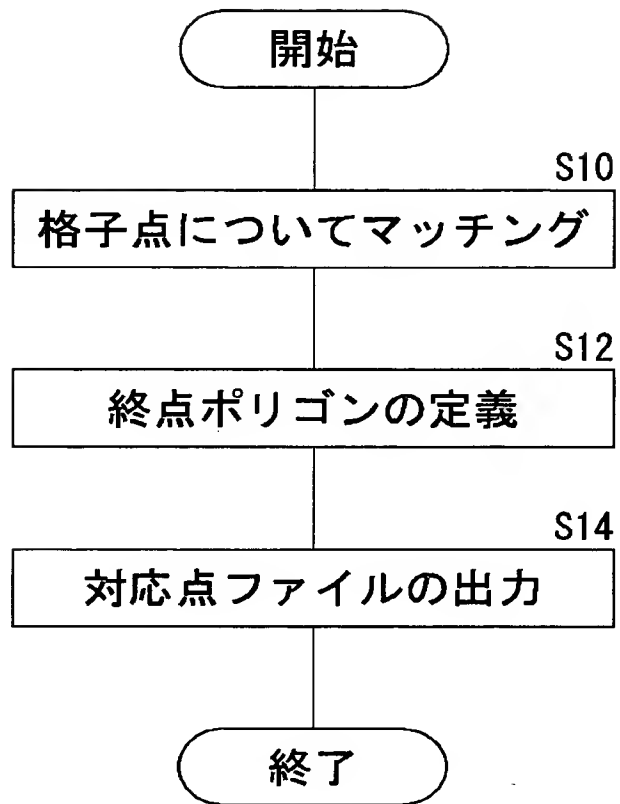 開始
S10
格子点についてマッチング
S12
終点ポリゴンの定義
S14
対応点ファイルの出力
終了